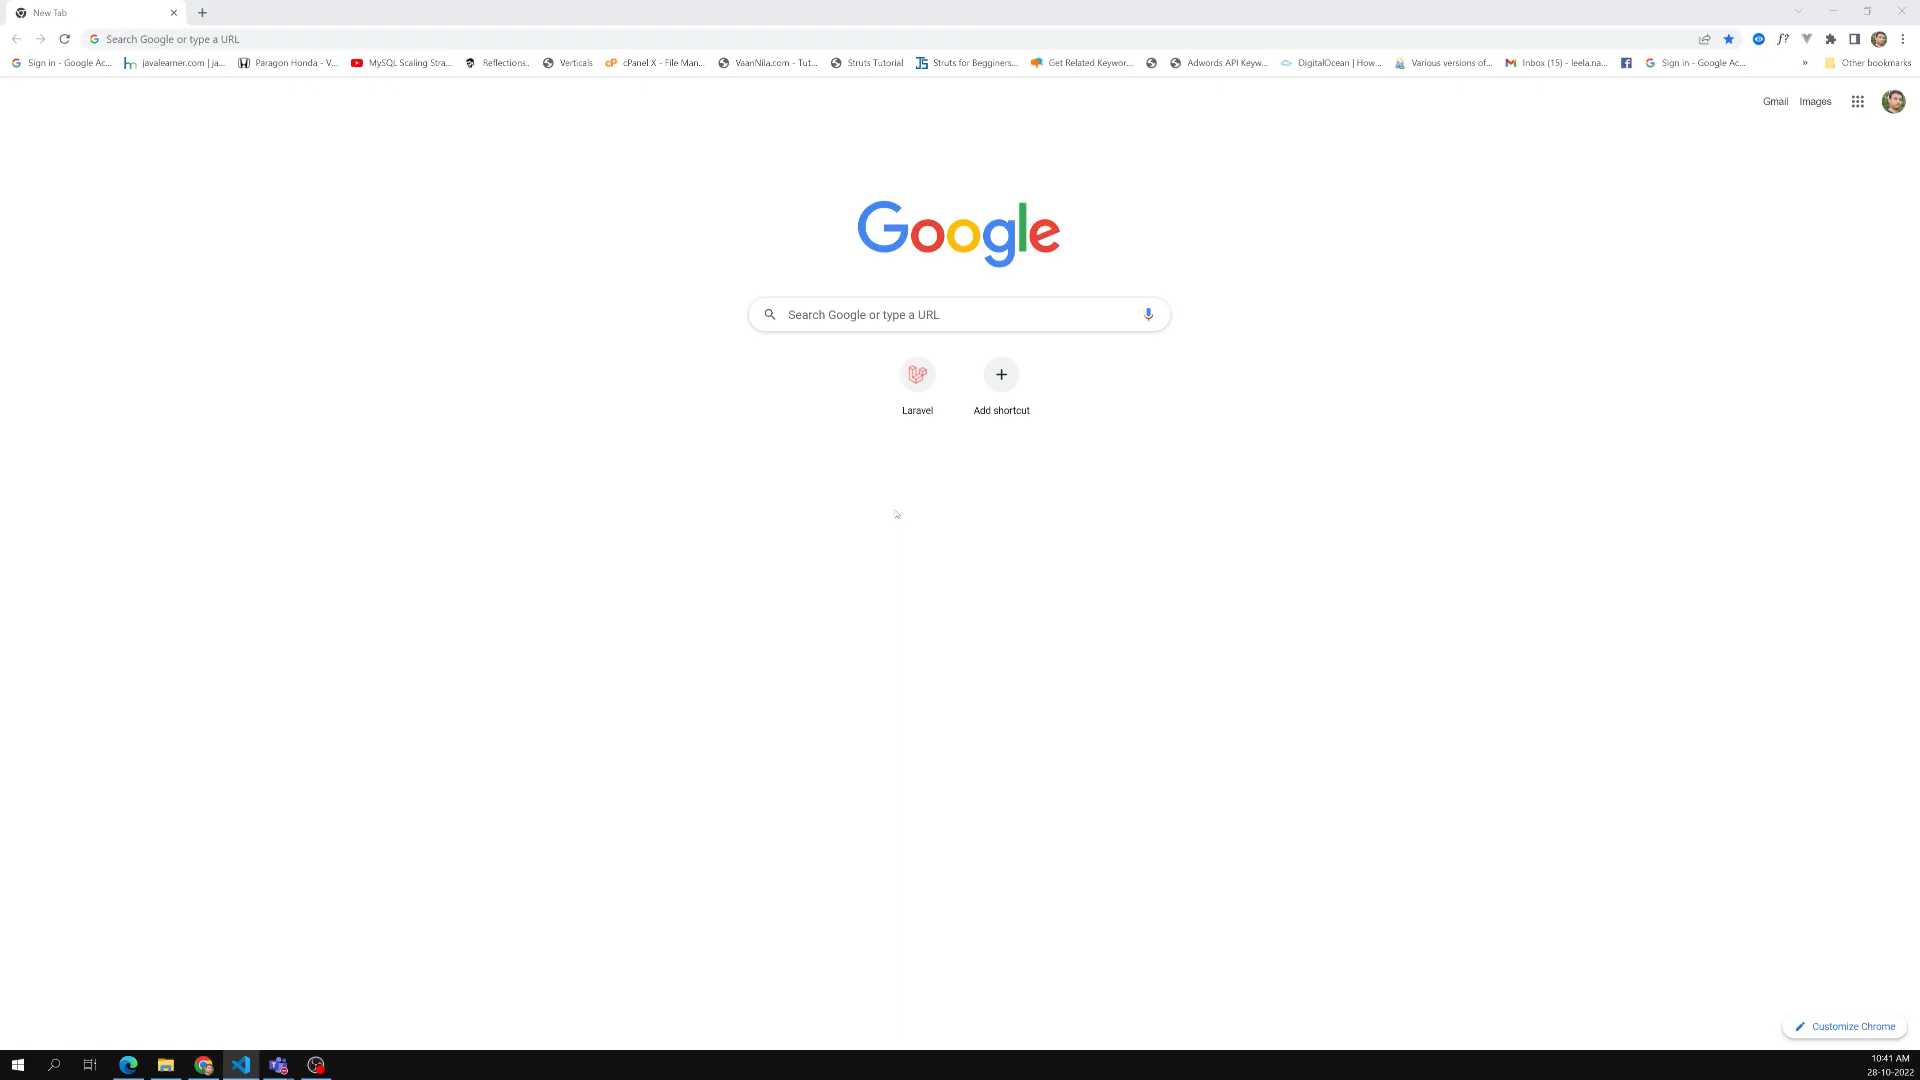 New Tab
Search Google or type a URL
f?
Sign in - Google Ac... javalearner.com | ja... Paragon Honda - V... MySQL Scaling Stra... Reflections.. Verticals cPanel X - File Man... VaanNila.com - Tut... Struts Tutorial Struts for Begginers... Get Related Keywor... Adwords API Keyw... DigitalOcean | How... Various versions of... Inbox (15) - leela.na... Sign in - Google Ac... » Other bookmarks
Gmail Images
Google
Search Google or type a URL
Laravel Add shortcut
Customize Chrome
10:41 AM
28-10-2022